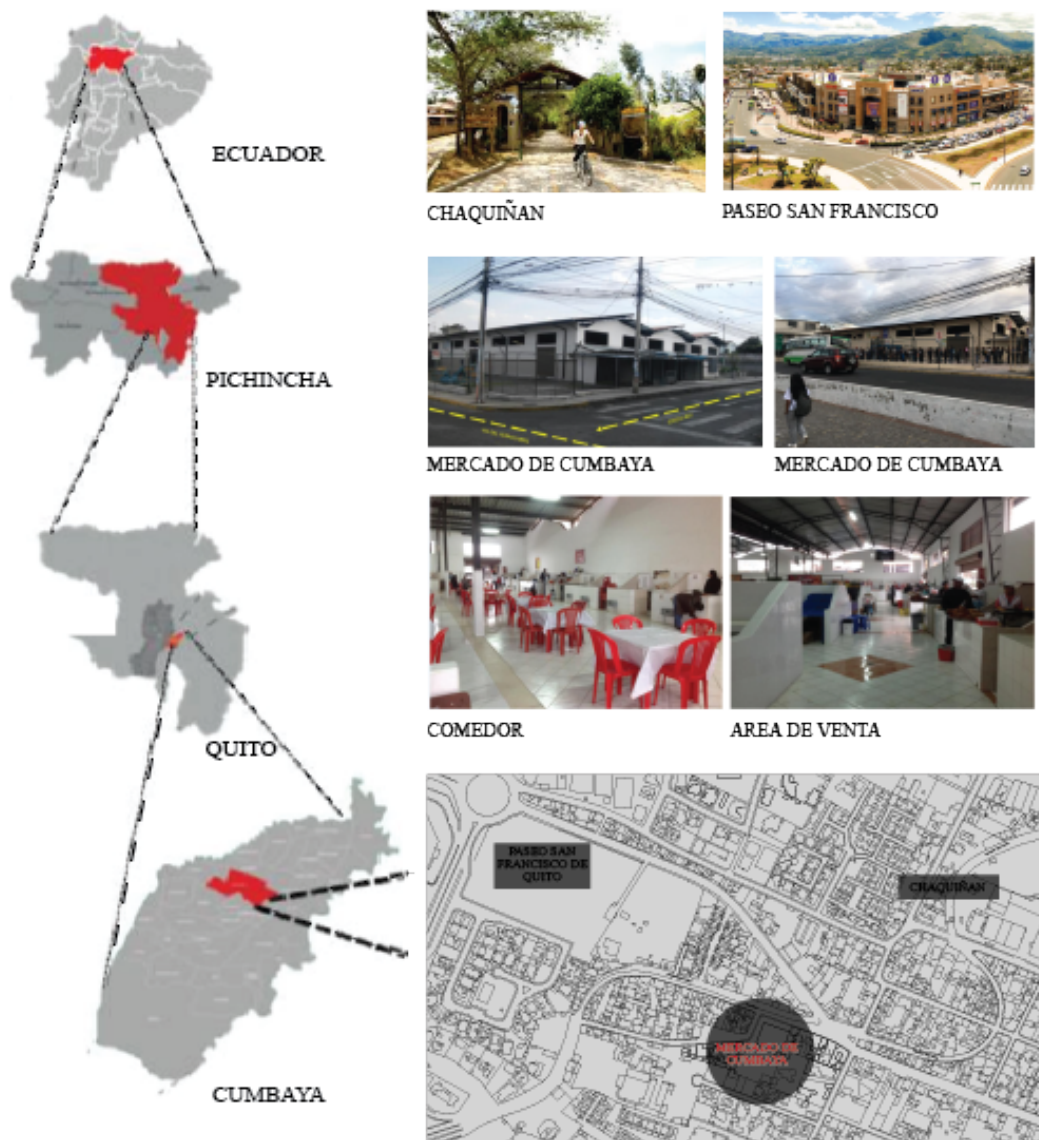 ECUADOR
PICHINCHA
QUITO
CUMBAYA
CHAQUIÑAN
PASEO SAN FRANCISCO
MERCADO DE CUMBAYA
MERCADO DE CUMBAYA
COMEDOR
AREA DE VENTA
PASEO SAN
FRANCISCO DE
QUITO
CHAQUIÑAN
MERCADO DE
CUMBAYA